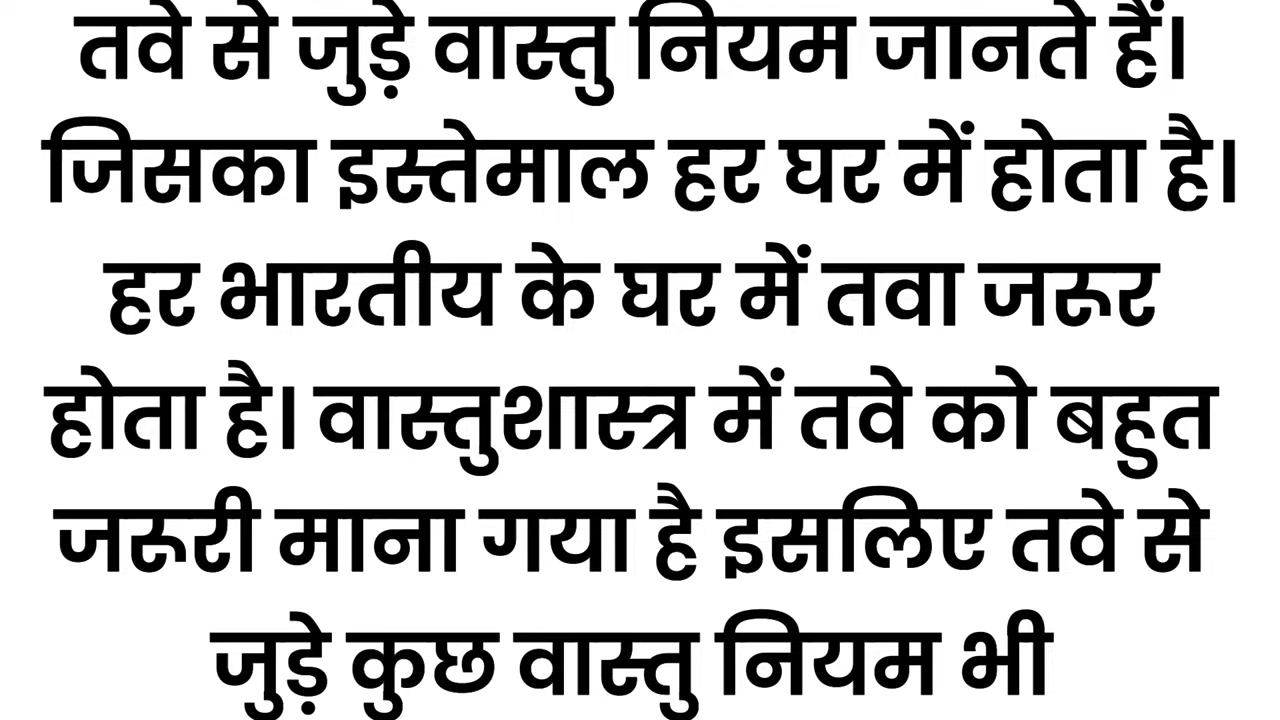 तवे से जुड़े वास्तु नियम जानते हैं।
जिसका इस्तेमाल हर घर में होता है।
हर भारतीय के घर में तवा जरूर
होता है। वास्तुशास्त्र में तवे को बहुत
जरूरी माना गया है इसलिए तवे से
जुड़े कुछ वास्तु नियम भी